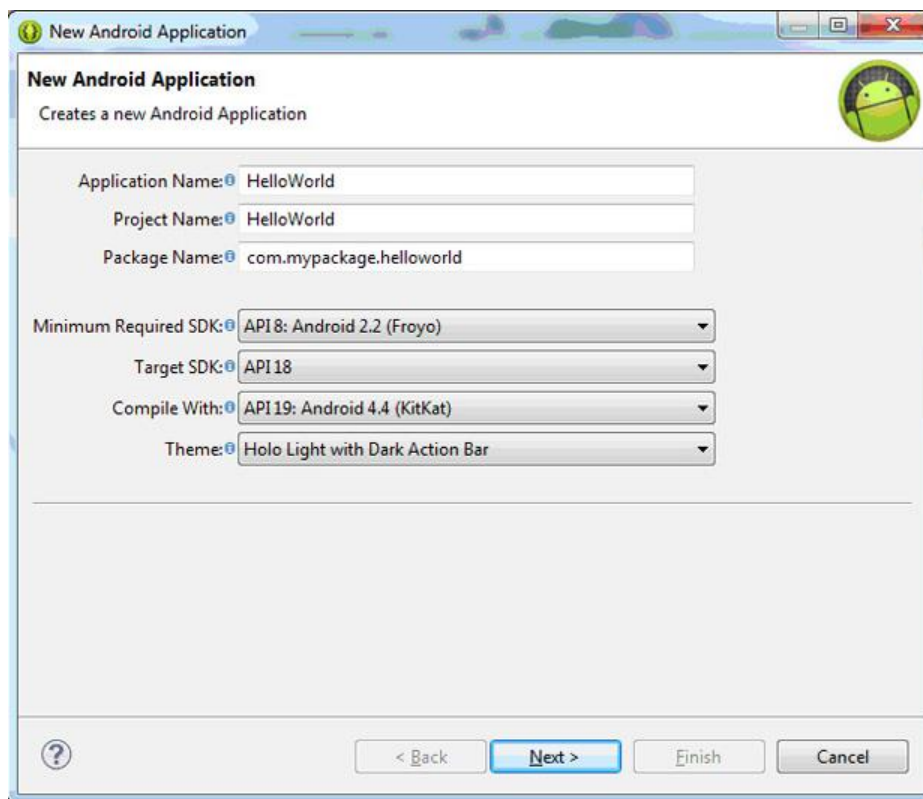 New Android Application
New Android Application
Creates a new Android Application
Application Name: HelloWorld
Project Name: HelloWorld
Package Name: com.mypackage.helloworld
Minimum Required SDK: API 8: Android 2.2 (Froyo)
Target SDK: API 18
Compile With: API 19: Android 4.4 (KitKat)
Theme: Holo Light with Dark Action Bar
? < Back Next > Finish Cancel